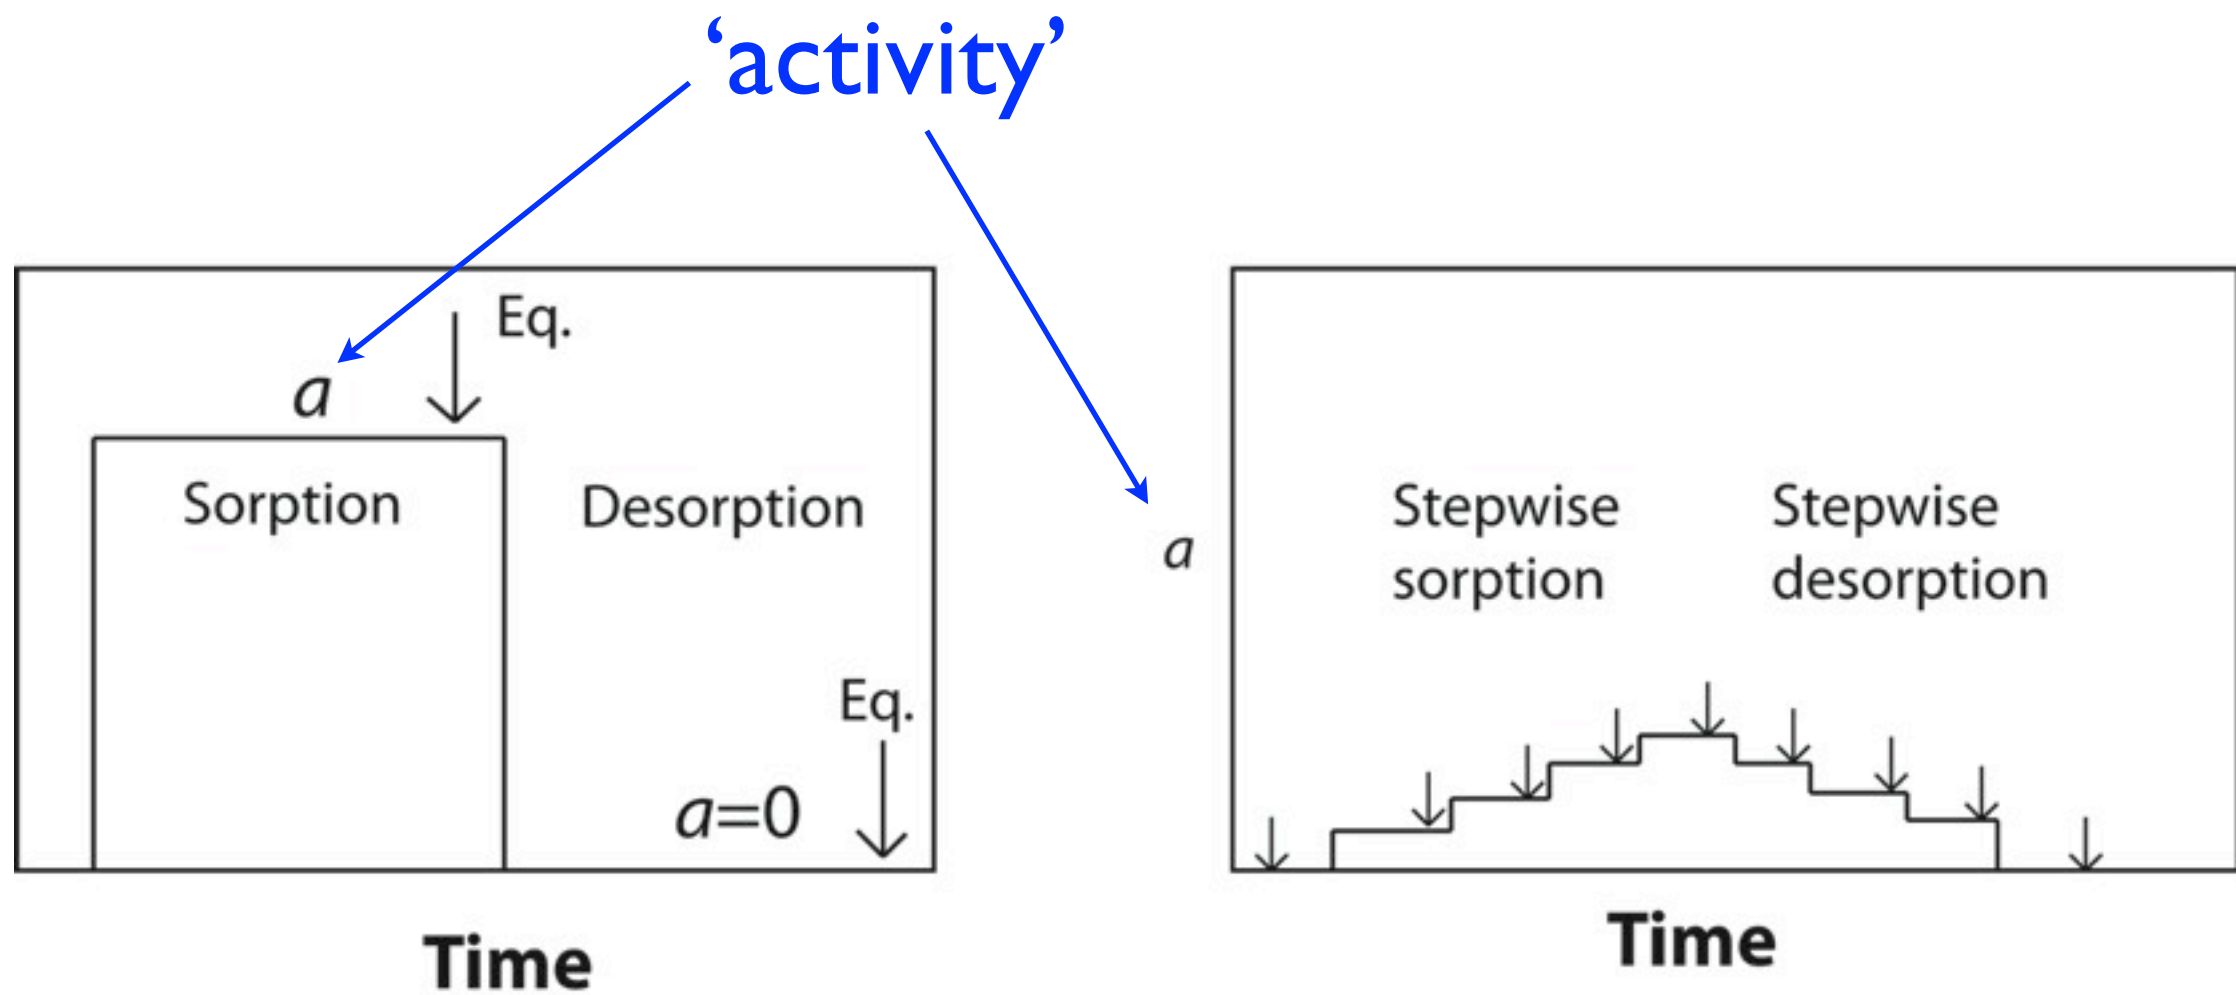 ‘activity’
Eq.
a
Sorption
Desorption
Eq.
a=0
Time
a
Stepwise
sorption
Stepwise
desorption
Time